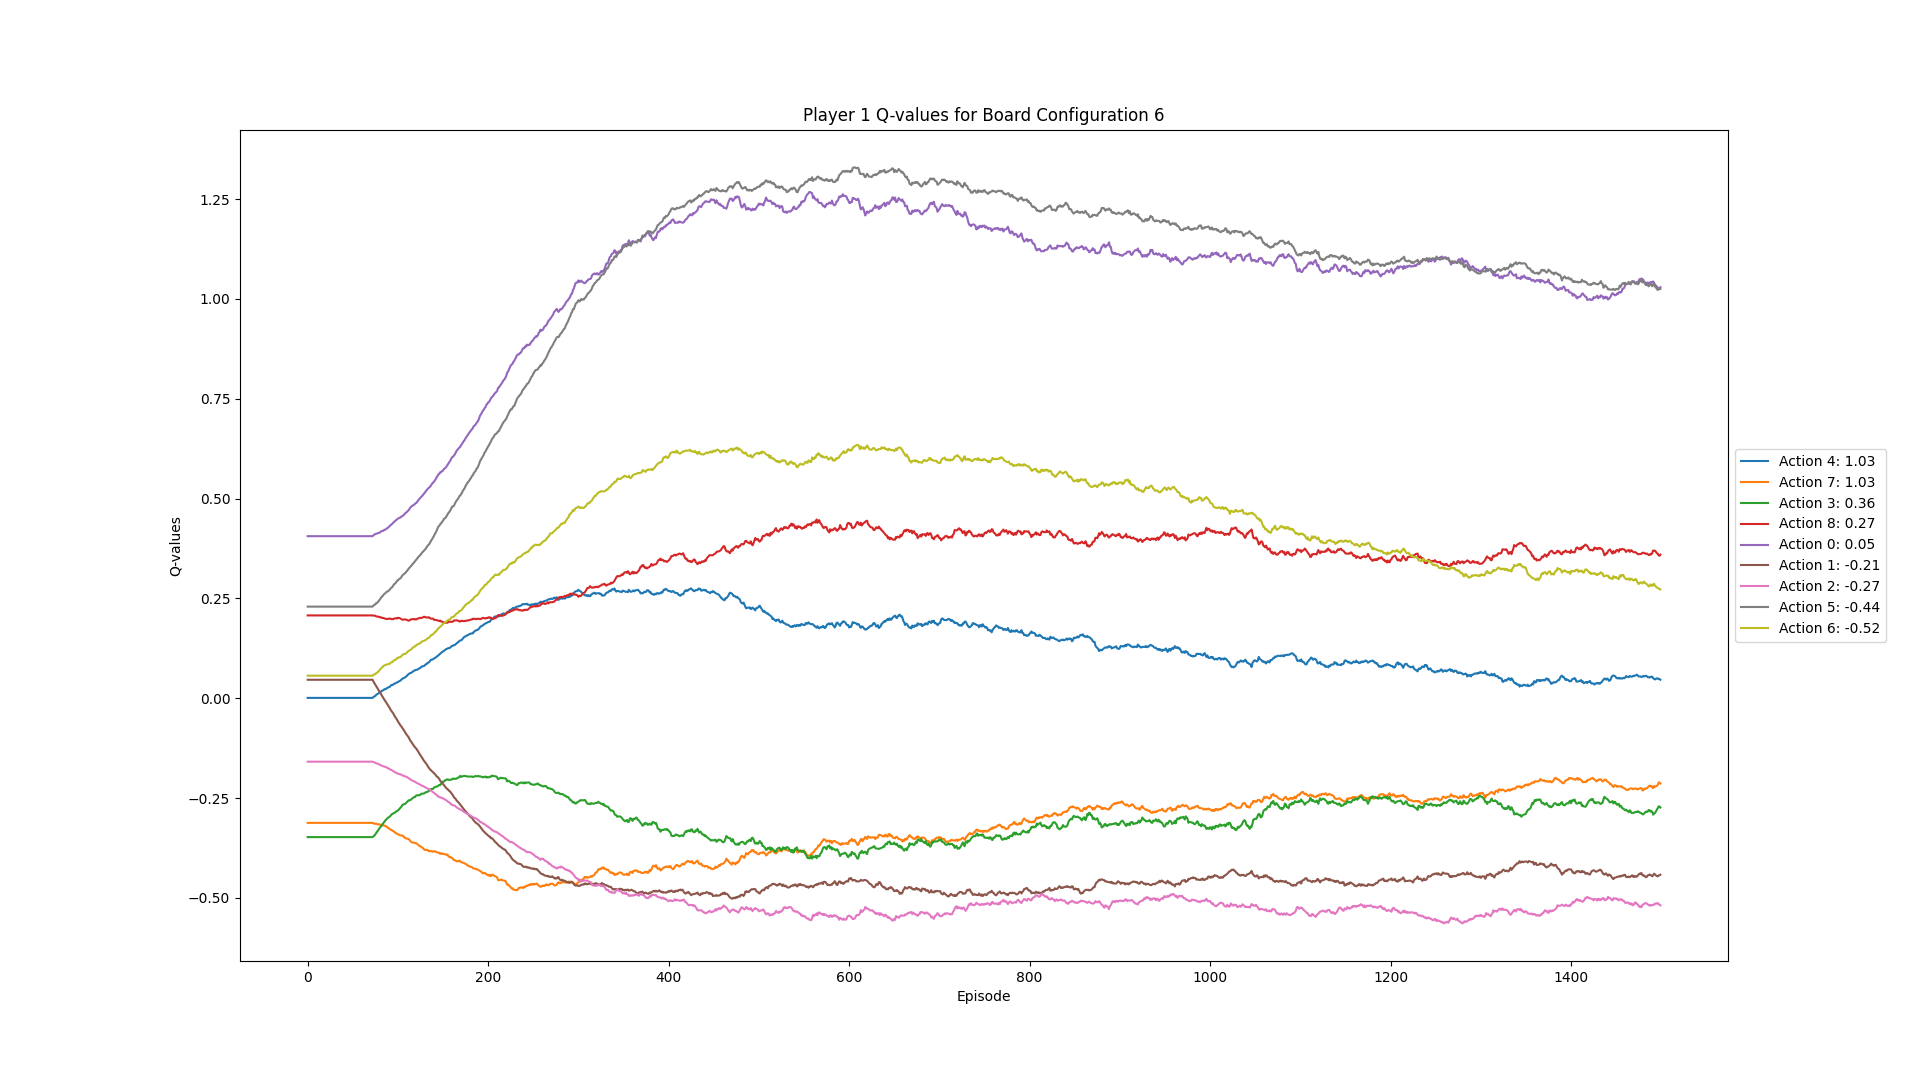 Player 1 Q-values for Board Configuration 6
Q-values
1.25
1.00
0.75
0.50
0.25
0.00
−0.25
−0.50
0 200 400 600 800 1000 1200 1400
Episode
Action 4: 1.03
Action 7: 1.03
Action 3: 0.36
Action 8: 0.27
Action 0: 0.05
Action 1: -0.21
Action 2: -0.27
Action 5: -0.44
Action 6: -0.52